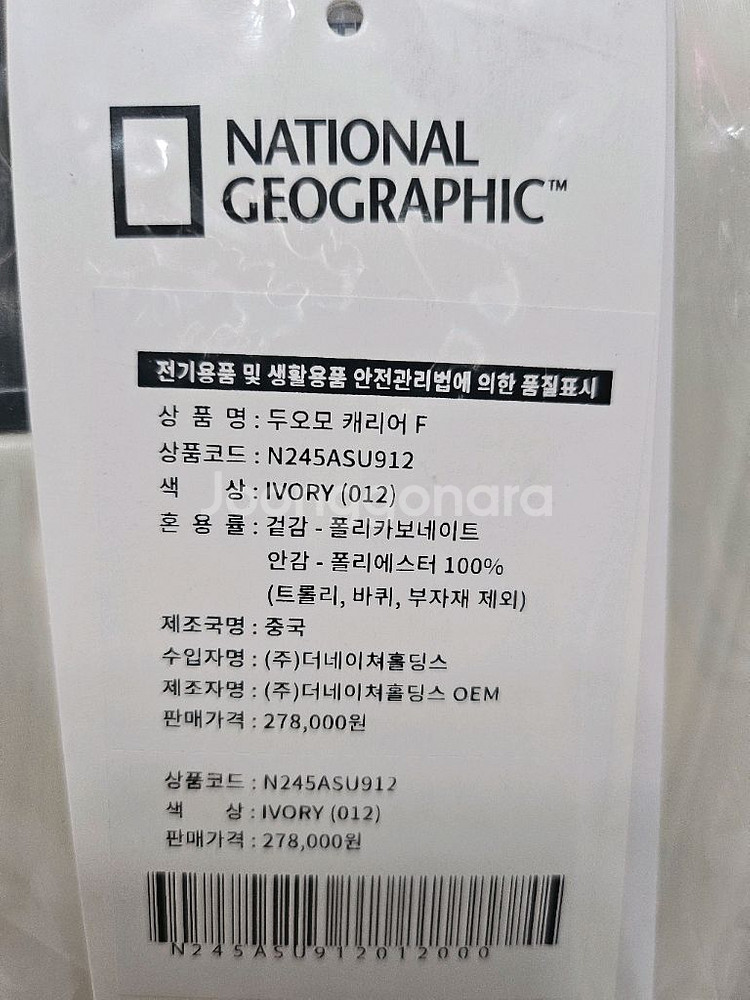 NATIONAL
GEOGRAPHIC™
전기용품 및 생활용품 안전관리법에 의한 품질표시
상 품 명 : 두오모 캐리어 F
상품코드 : N245ASU912
색 상 : IVORY (012)
Joonggonara
혼 용 률 : 겉감 - 폴리카보네이트
안감 - 폴리에스터 100%
(트롤리, 바퀴, 부자재 제외)
제조국명 : 중국
수입자명 : (주)더네이쳐홀딩스
제조자명 : (주)더네이쳐홀딩스 OEM
판매가격 : 278,000원
상품코드 : N245ASU912
색 상 : IVORY (012)
판매가격 : 278,000원
N245ASU912012000